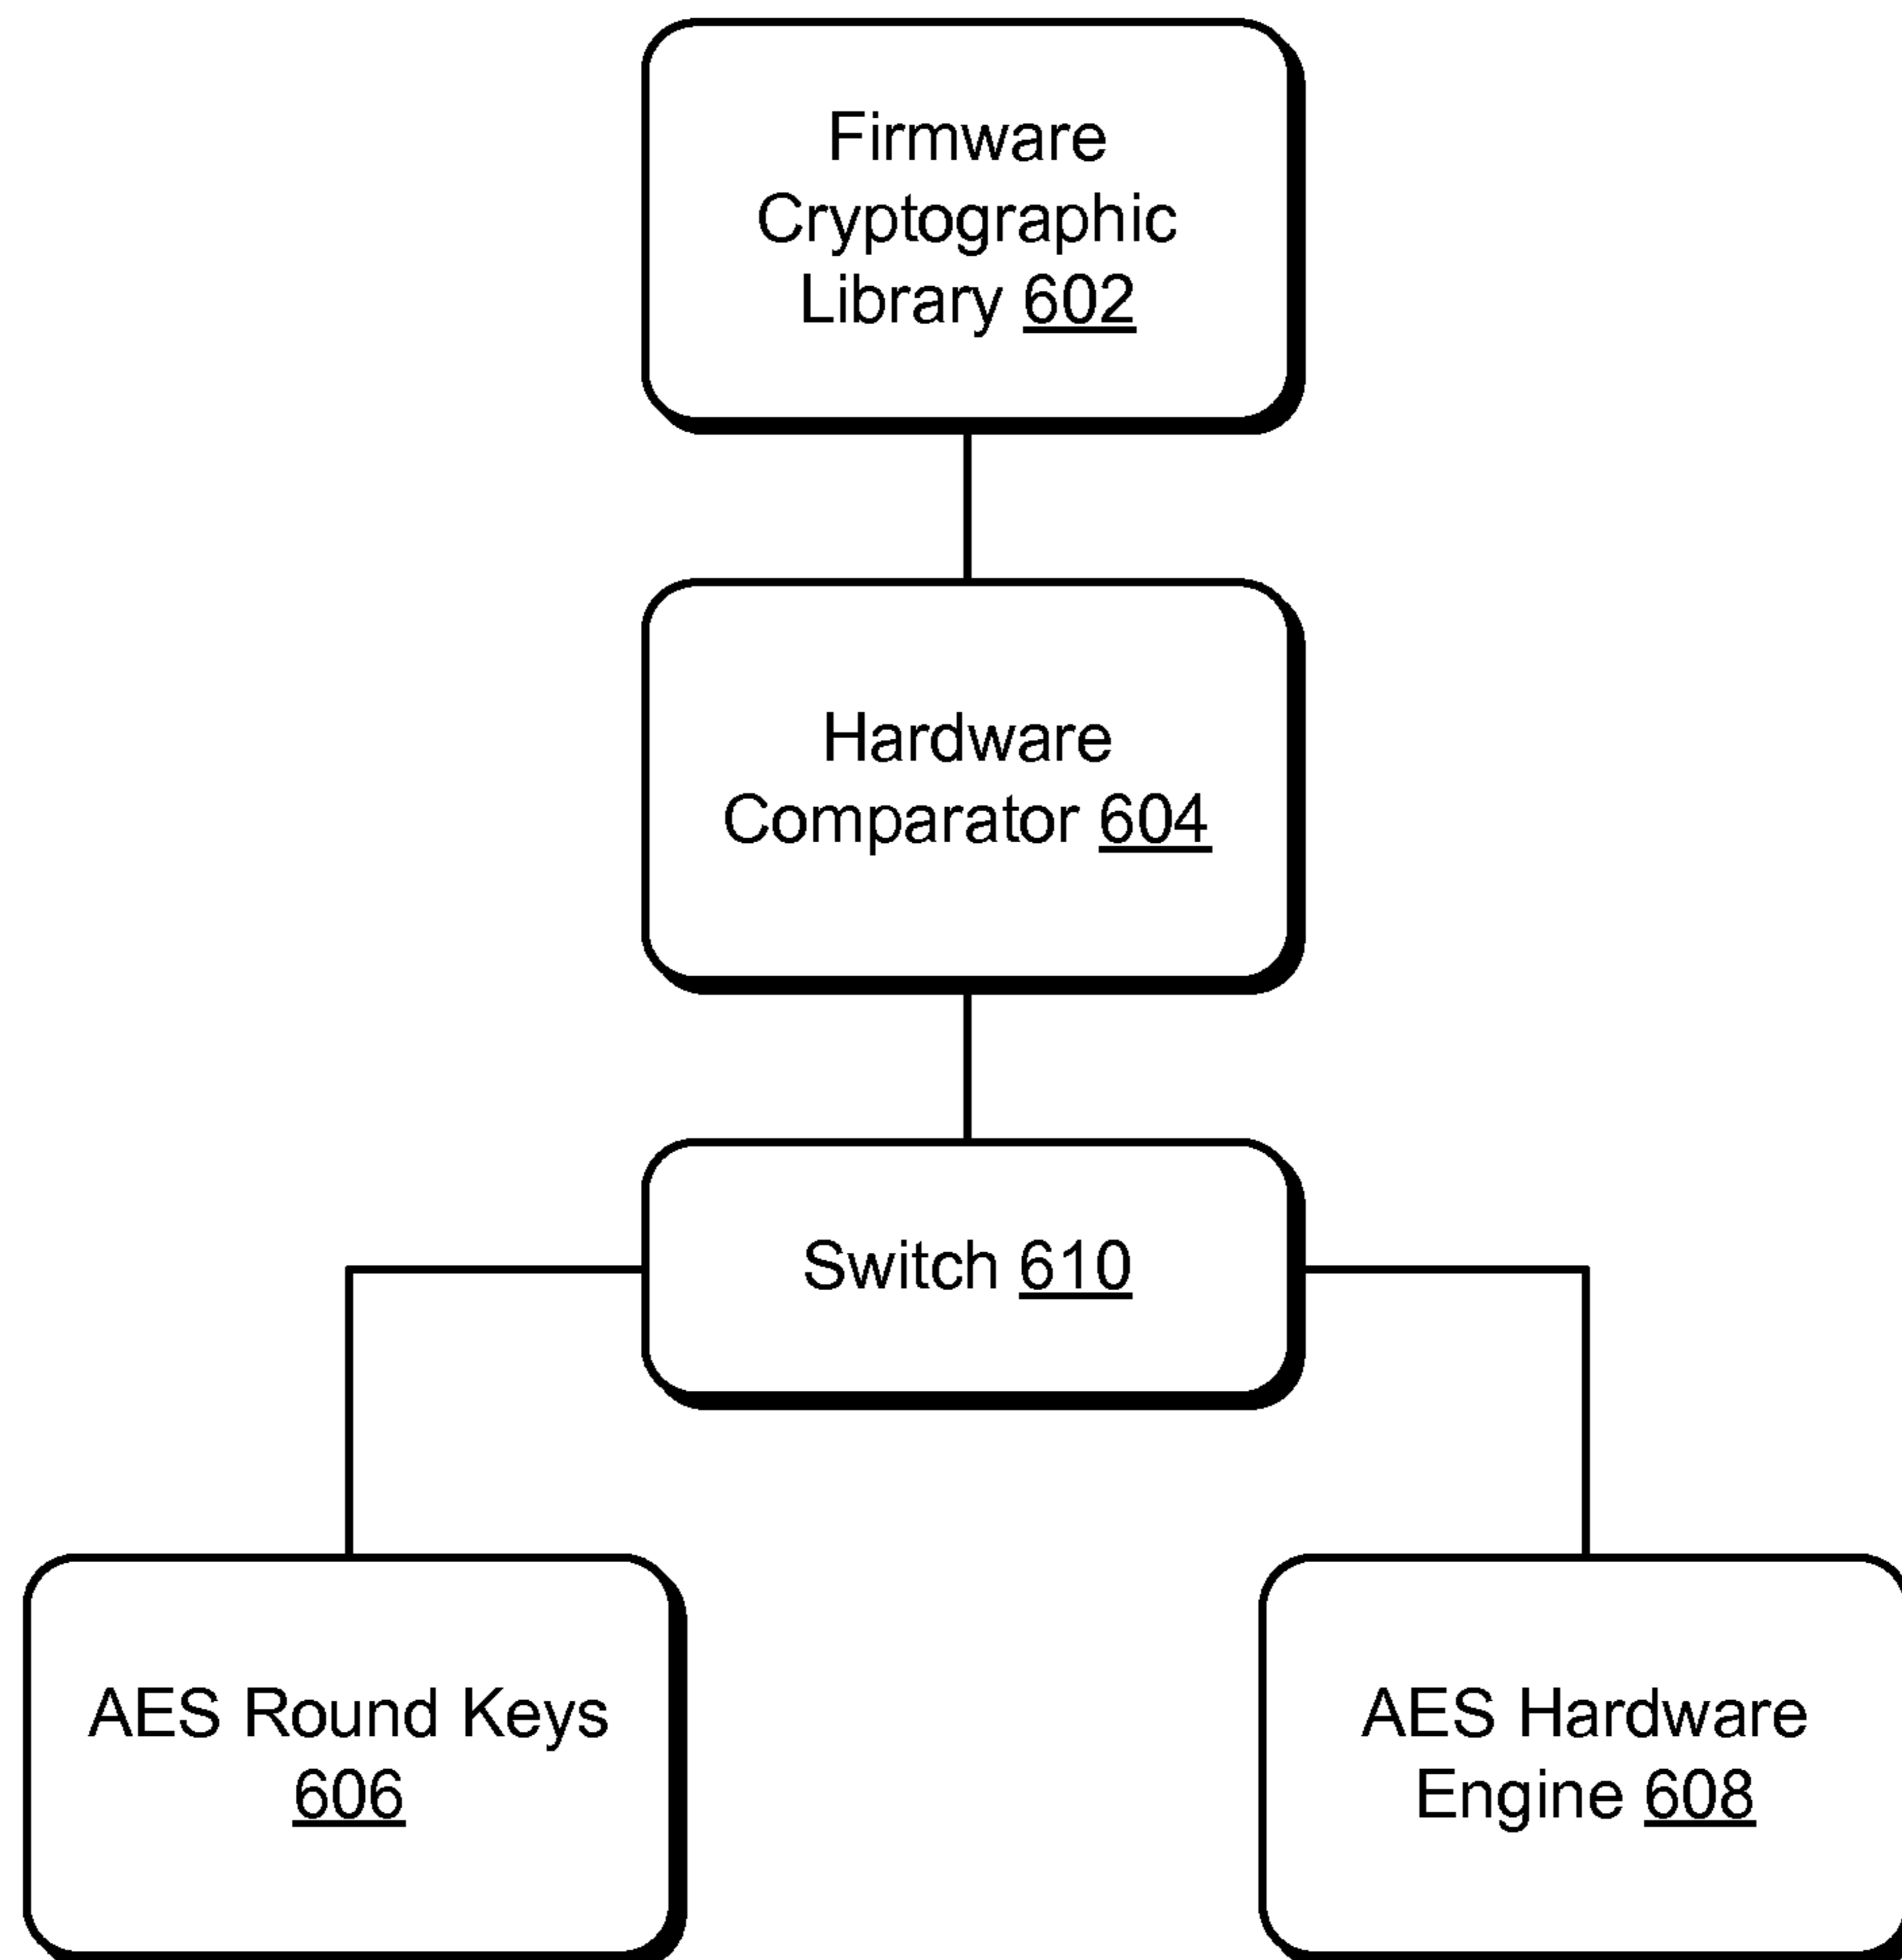 Firmware
Cryptographic
Library 602
Hardware
Comparator 604
Switch 610
AES Round Keys
606
AES Hardware
Engine 608